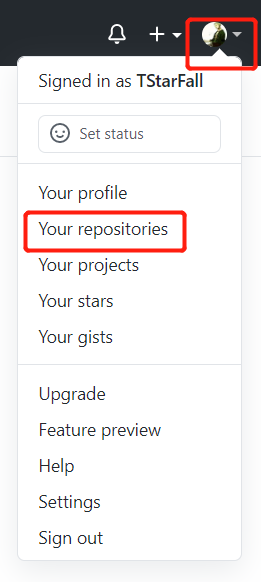 Signed in as TStarFall
Set status
Your profile
Your repositories
Your projects
Your stars
Your gists
Upgrade
Feature preview
Help
Settings
Sign out